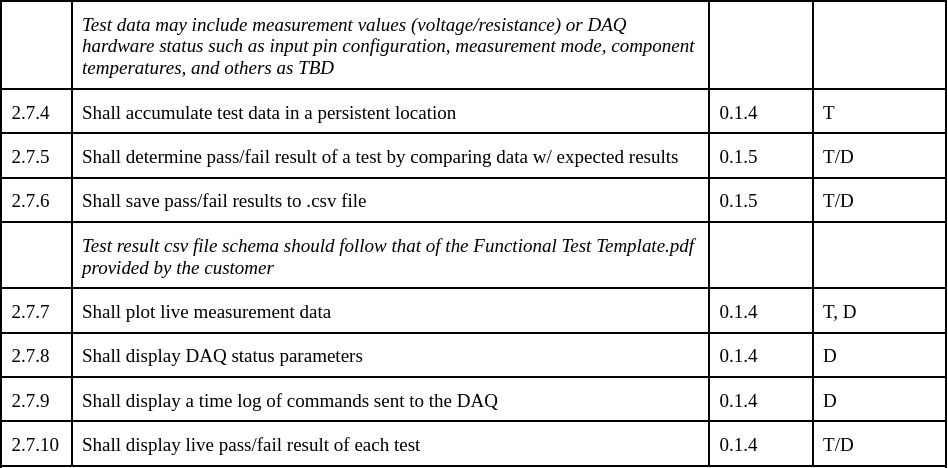 Test data may include measurement values (voltage/resistance) or DAQ
hardware status such as input pin configuration, measurement mode, component
temperatures, and others as TBD
2.7.4 Shall accumulate test data in a persistent location 0.1.4 T
2.7.5 Shall determine pass/fail result of a test by comparing data w/ expected results 0.1.5 T/D
2.7.6 Shall save pass/fail results to .csv file 0.1.5 T/D
Test result csv file schema should follow that of the Functional Test Template.pdf
provided by the customer
2.7.7 Shall plot live measurement data 0.1.4 T, D
2.7.8 Shall display DAQ status parameters 0.1.4 D
2.7.9 Shall display a time log of commands sent to the DAQ 0.1.4 D
2.7.10 Shall display live pass/fail result of each test 0.1.4 T/D